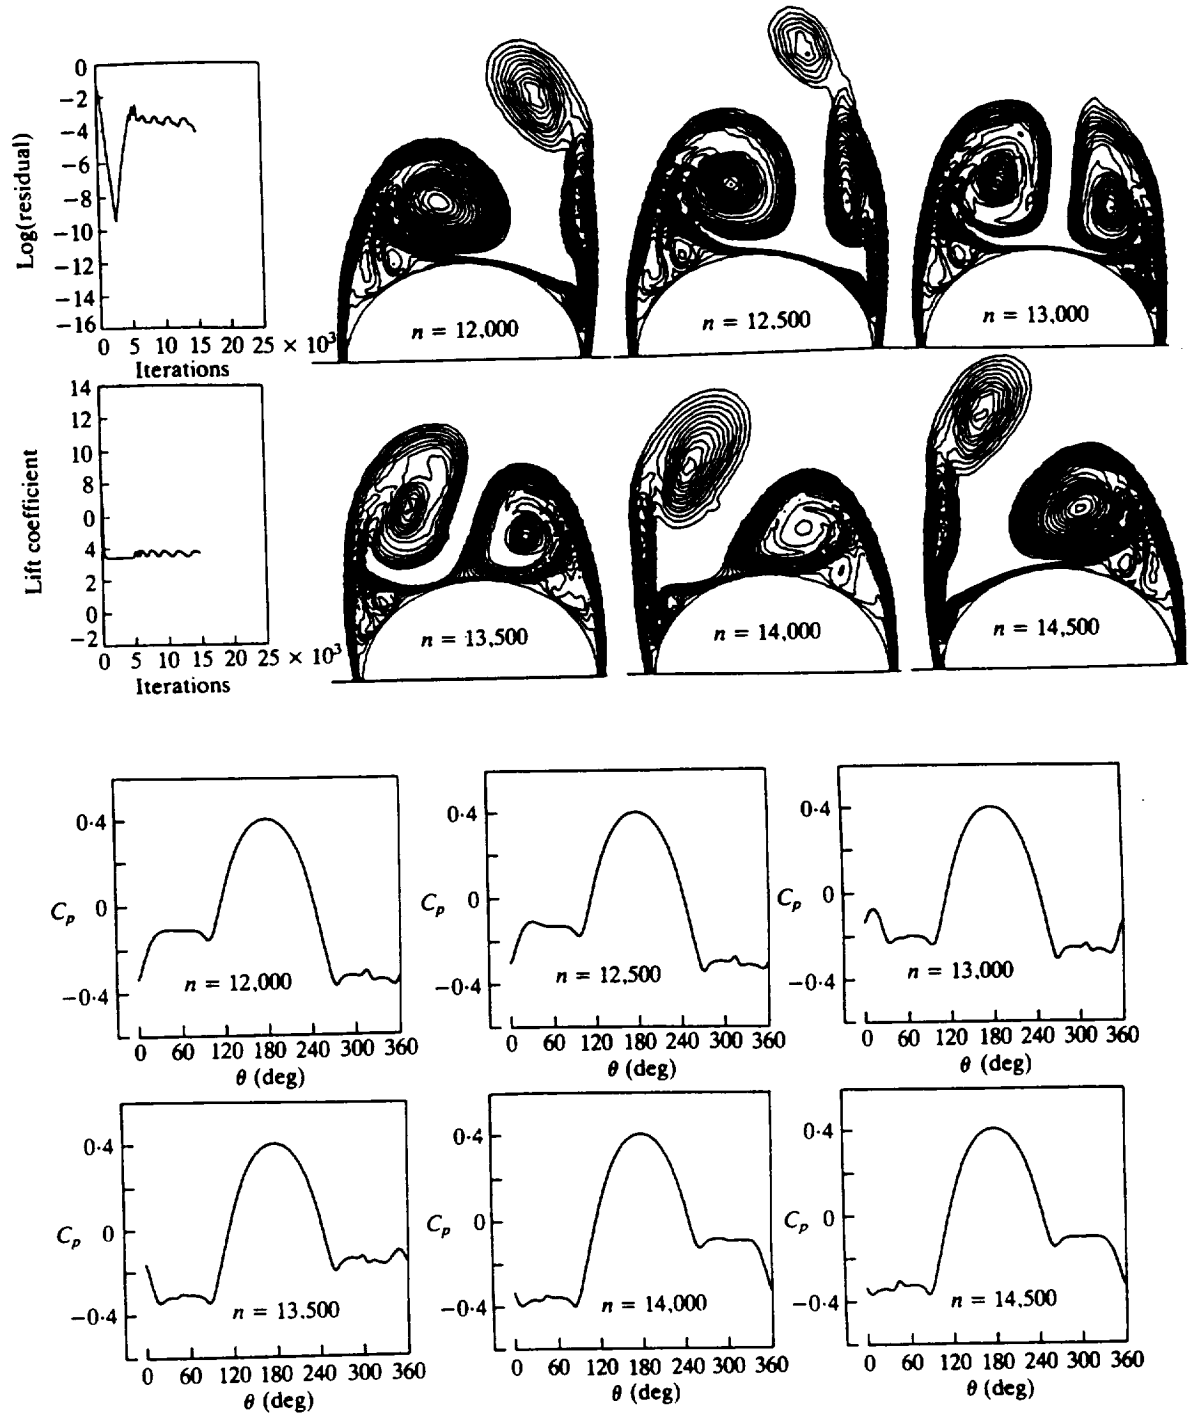 0
−2
−4
−6
−8
−10
−12
−14
−16
Log(residual)
0 5 10 15 20 25 × 10³
Iterations
n = 12,000
n = 12,500
n = 13,000
14
12
10
8
0
4
2
0
−2
Lift coefficient
0 5 10 15 20 25 × 10³
Iterations
n = 13,500
n = 14,000
n = 14,500
0·4
Cp 0
−0·4
n = 12,000
0 60 120 180 240 300 360
θ (deg)
0·4
Cp 0
−0·4
n = 12,500
0 60 120 180 240 300 360
θ (deg)
0·4
Cp 0
−0·4
n = 13,000
0 60 120 180 240 300 360
θ (deg)
0·4
Cp 0
−0·4
n = 13,500
0 60 120 180 240 300 360
θ (deg)
0·4
Cp 0
−0·4
n = 14,000
0 60 120 180 240 300 360
θ (deg)
0·4
Cp 0
−0·4
n = 14,500
0 60 120 180 240 300 360
θ (deg)